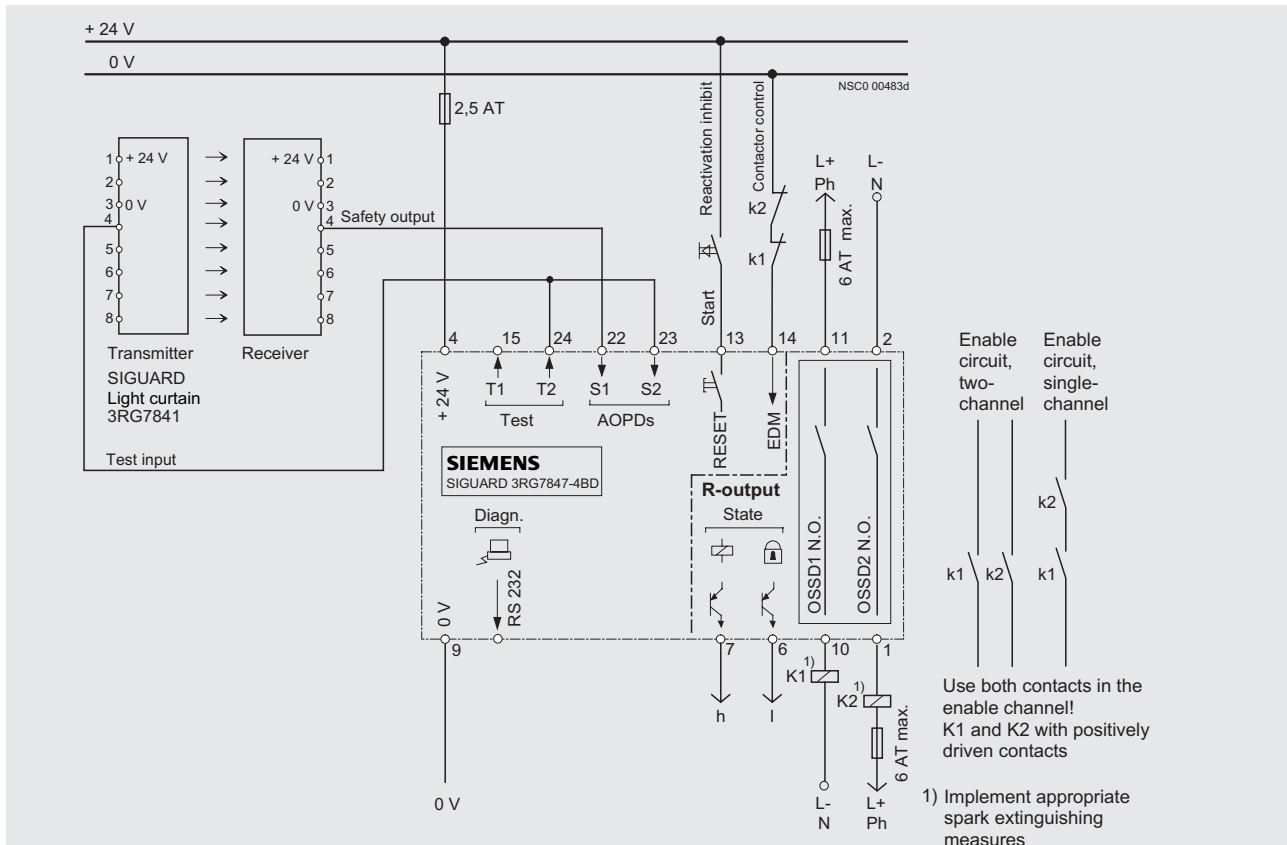 + 24 V
0 V
NSC0 00483d
2,5 AT
Reactivation inhibit
Contactor control
L+
Ph
L-
N
1 + 24 V
2
3 0 V
4
5
6
7
8
+ 24 V 1
2
0 V 3
4
5
6
7
8
Safety output
k2
k1
6 AT max.
Start
Transmitter
SIGUARD
Light curtain
3RG7841
Receiver
Test input
4
15
24
22
23
13
14
11
2
+ 24 V
T1
T2
Test
S1
S2
AOPDs
RESET
EDM
SIEMENS
SIGUARD 3RG7847-4BD
R-output
State
Diagn.
RS 232
0 V
OSSD1 N.O.
OSSD2 N.O.
9
7
6
10
1
h
l
K1 1)
K2 1)
6 AT max.
0 V
L-
N
L+
Ph
Enable
circuit,
two-
channel
Enable
circuit,
single-
channel
k1
k2
k2
k1
Use both contacts in the
enable channel!
K1 and K2 with positively
driven contacts
1) Implement appropriate
spark extinguishing
measures